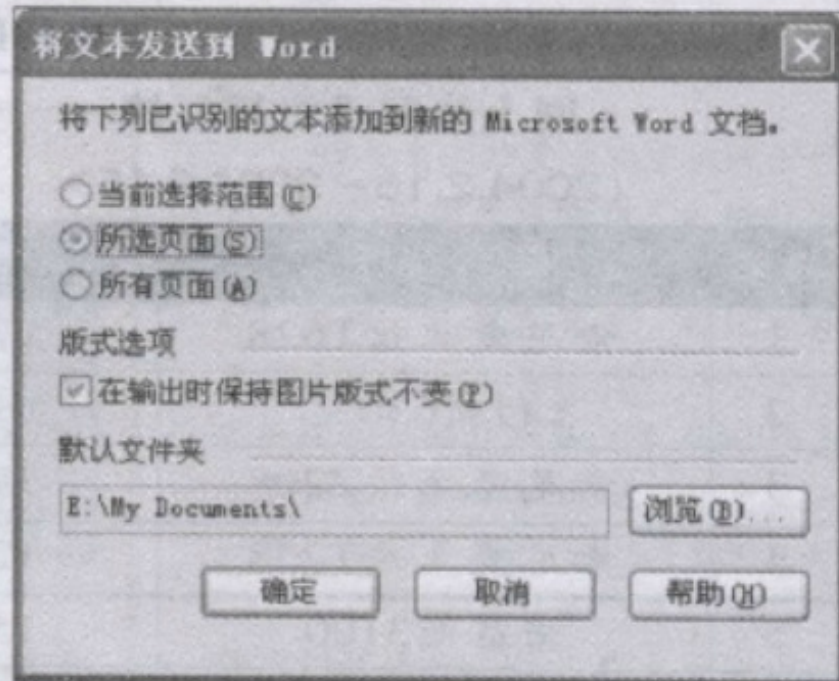 将文本发送到 Word
将下列已识别的文本添加到新的 Microsoft Word 文档。
当前选择范围(C)
所选页面(S)
所有页面(A)
版式选项
在输出时保持图片版式不变(P)
默认文件夹
E:\My Documents\
浏览(B)...
确定 取消 帮助(H)